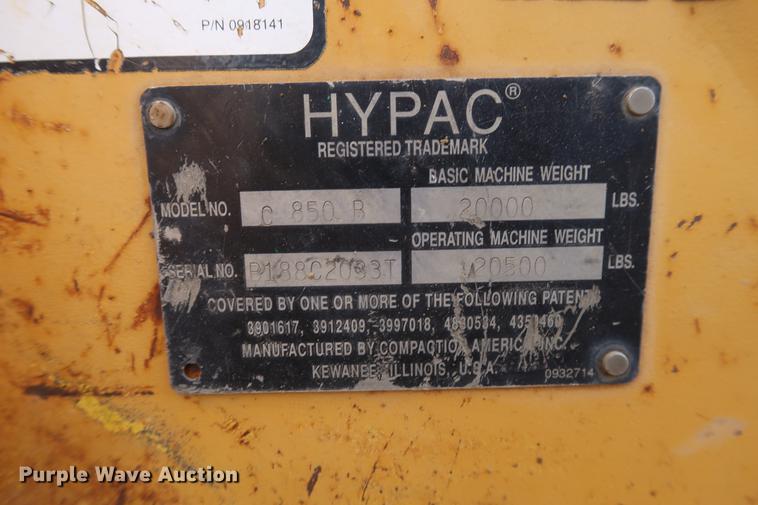 P/N 0918141
HYPAC®
REGISTERED TRADEMARK
BASIC MACHINE WEIGHT
MODEL NO. C 850 B 20000 LBS.
OPERATING MACHINE WEIGHT
SERIAL NO. B188C2093T 20500 LBS.
COVERED BY ONE OR MORE OF THE FOLLOWING PATENTS
3901617, 3912409, 3997018,
MANUFACTURED BY COMPACTION AMERICA, INC.
KEWANEE, ILLINOIS, U.S.A.
0932714
Purple Wave Auction